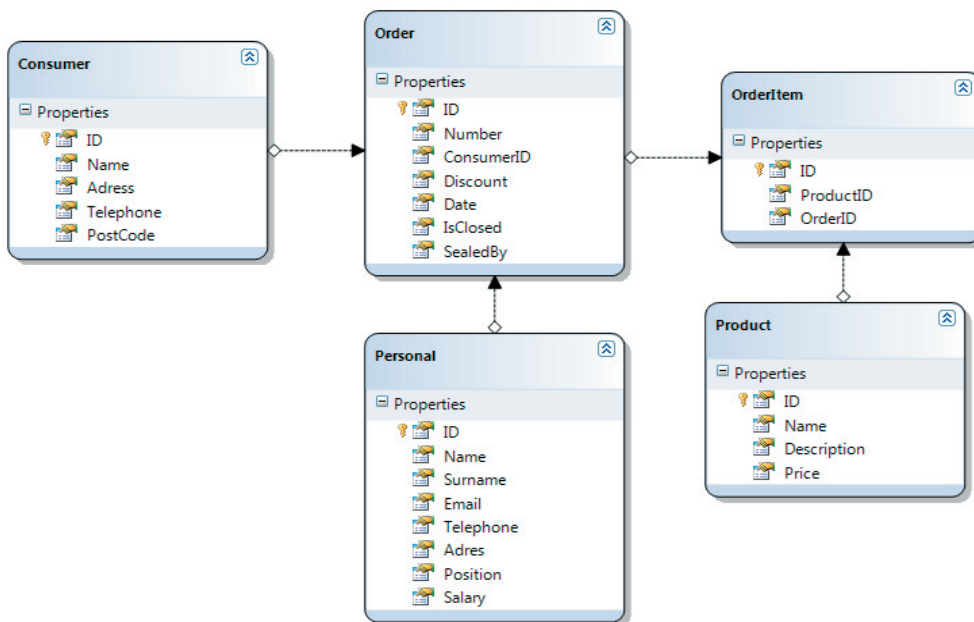 Consumer
Properties
ID
Name
Adress
Telephone
PostCode
Order
Properties
ID
Number
ConsumerID
Discount
Date
IsClosed
SealedBy
OrderItem
Properties
ID
ProductID
OrderID
Personal
Properties
ID
Name
Surname
Email
Telephone
Adres
Position
Salary
Product
Properties
ID
Name
Description
Price